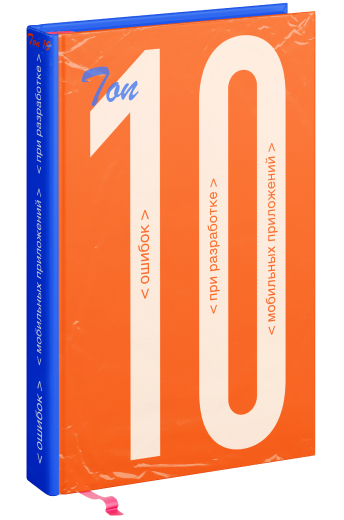 Топ
10
< ошибок >
< при разработке >
< мобильных приложений >
Топ 10
< ошибок >
< мобильных приложений >
< при разработке >